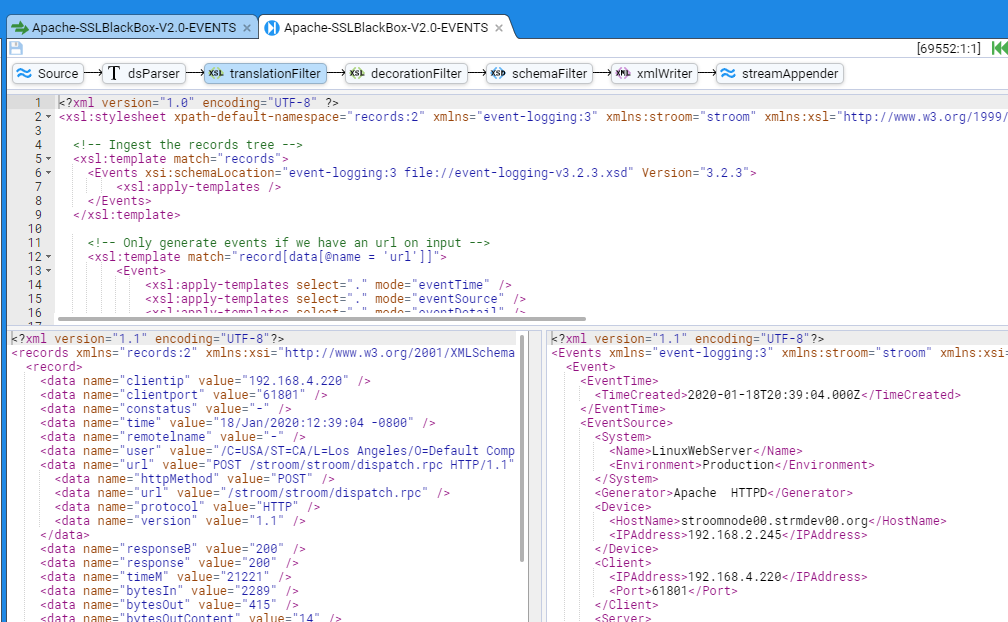 Apache-SSLBlackBox-V2.0-EVENTS ×
Apache-SSLBlackBox-V2.0-EVENTS ×
[69552:1:1]
Source
T dsParser
XSL translationFilter
XSL decorationFilter
XSD schemaFilter
XML xmlWriter
streamAppender
1 <?xml version="1.0" encoding="UTF-8" ?>
2 <xsl:stylesheet xpath-default-namespace="records:2" xmlns="event-logging:3" xmlns:stroom="stroom" xmlns:xsl="http://www.w3.org/1999/
3
4 <!-- Ingest the records tree -->
5 <xsl:template match="records">
6 <Events xsi:schemaLocation="event-logging:3 file://event-logging-v3.2.3.xsd" Version="3.2.3">
7 <xsl:apply-templates />
8 </Events>
9 </xsl:template>
10
11 <!-- Only generate events if we have an url on input -->
12 <xsl:template match="record[data[@name = 'url']]">
13 <Event>
14 <xsl:apply-templates select="." mode="eventTime" />
15 <xsl:apply-templates select="." mode="eventSource" />
16 <xsl:apply-templates select="." mode="eventDetail" />
17
<?xml version="1.1" encoding="UTF-8"?>
<records xmlns="records:2" xmlns:xsi="http://www.w3.org/2001/XMLSchema
<record>
<data name="clientip" value="192.168.4.220" />
<data name="clientport" value="61801" />
<data name="constatus" value="-" />
<data name="time" value="18/Jan/2020:12:39:04 -0800" />
<data name="remotelname" value="-" />
<data name="user" value="/C=USA/ST=CA/L=Los Angeles/O=Default Comp
<data name="url" value="POST /stroom/stroom/dispatch.rpc HTTP/1.1"
<data name="httpMethod" value="POST" />
<data name="url" value="/stroom/stroom/dispatch.rpc" />
<data name="protocol" value="HTTP" />
<data name="version" value="1.1" />
</data>
<data name="responseB" value="200" />
<data name="response" value="200" />
<data name="timeM" value="21221" />
<data name="bytesIn" value="2289" />
<data name="bytesOut" value="415" />
<data name="bytesOutContent" value="14" />
<?xml version="1.1" encoding="UTF-8"?>
<Events xmlns="event-logging:3" xmlns:stroom="stroom" xmlns:xsi=
<Event>
<EventTime>
<TimeCreated>2020-01-18T20:39:04.000Z</TimeCreated>
</EventTime>
<EventSource>
<System>
<Name>LinuxWebServer</Name>
<Environment>Production</Environment>
</System>
<Generator>Apache  HTTPD</Generator>
<Device>
<HostName>stroomnode00.strmdev00.org</HostName>
<IPAddress>192.168.2.245</IPAddress>
</Device>
<Client>
<IPAddress>192.168.4.220</IPAddress>
<Port>61801</Port>
</Client>
<Server>